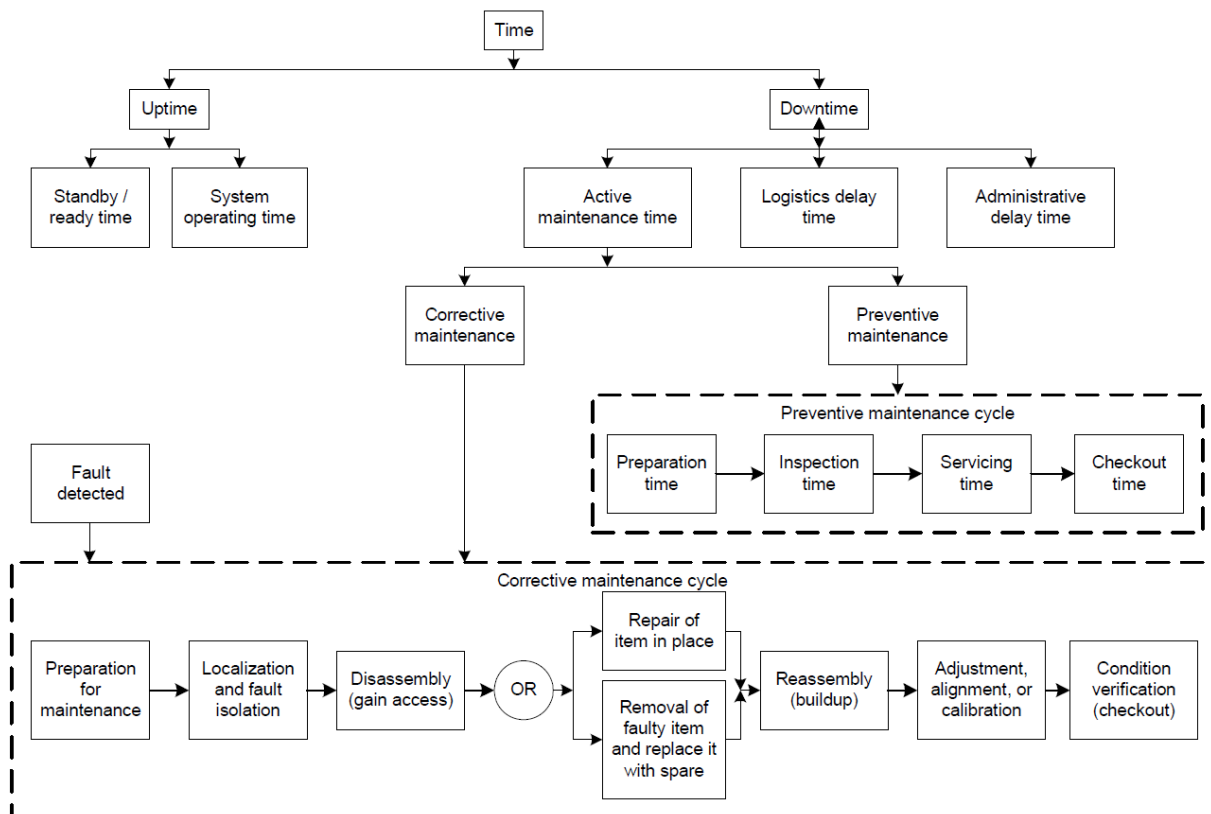 Time
Uptime
Downtime
Standby /
ready time
System
operating time
Active
maintenance time
Logistics delay
time
Administrative
delay time
Corrective
maintenance
Preventive
maintenance
Preventive maintenance cycle
Preparation
time
Inspection
time
Servicing
time
Checkout
time
Fault
detected
Corrective maintenance cycle
Preparation
for
maintenance
Localization
and fault
isolation
Disassembly
(gain access)
OR
Repair of
item in place
Removal of
faulty item
and replace it
with spare
Reassembly
(buildup)
Adjustment,
alignment, or
calibration
Condition
verification
(checkout)